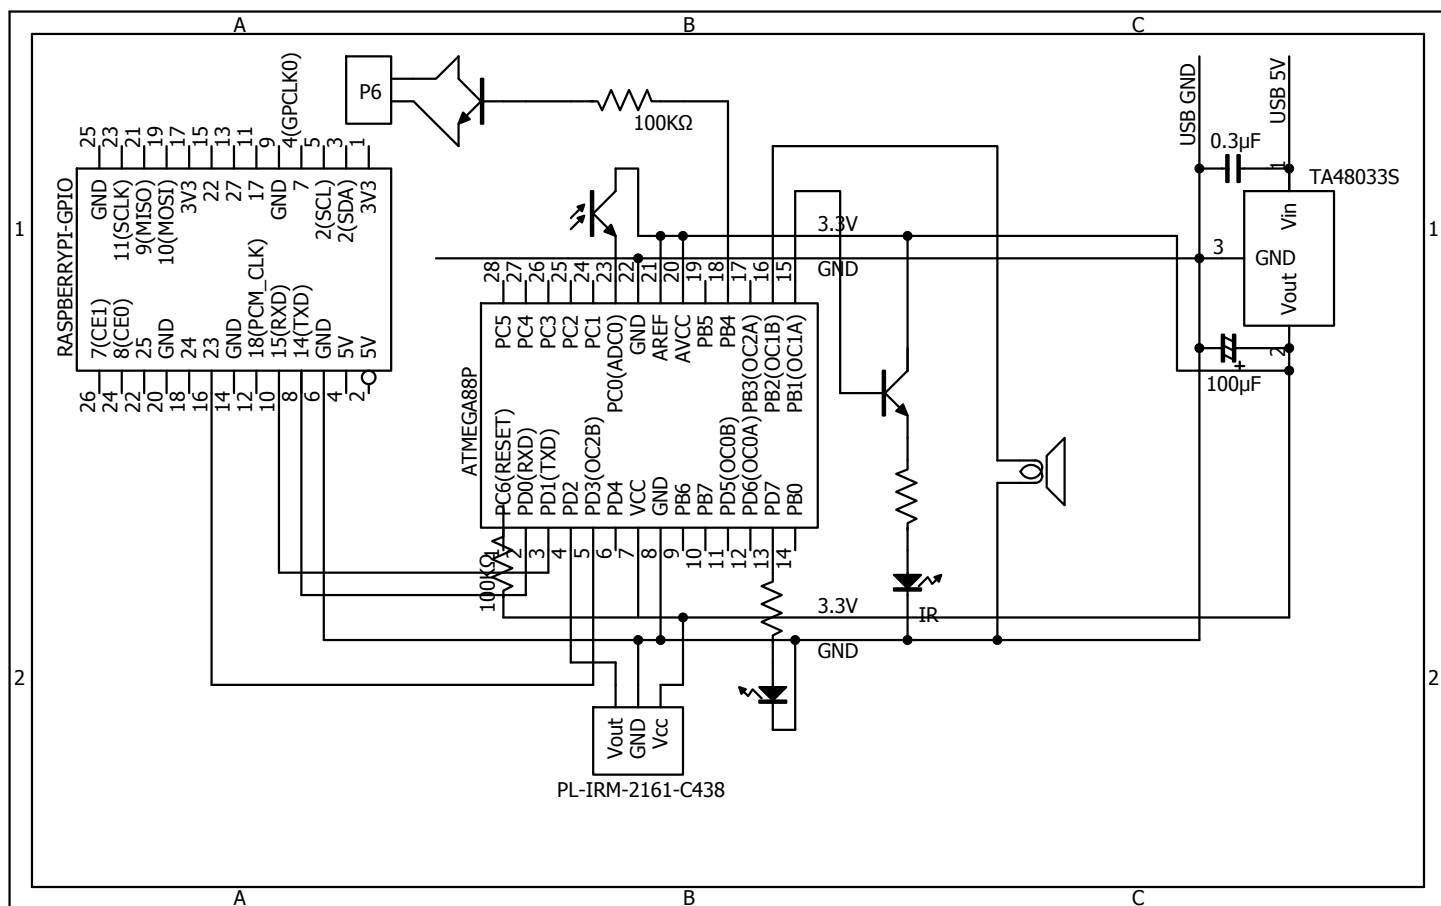 A
B
C
P6
100KΩ
USB GND
USB 5V
0.3µF
TA48033S
1
Vin
GND
Vout
3
2
100µF
+
1
1
RASPBERRYPI-GPIO
25
23
21
19
17
15
13
11
9
4(GPCLK0)
5
3
1
GND
11(SCLK)
9(MISO)
10(MOSI)
3V3
22
27
17
GND
7
2(SCL)
2(SDA)
3V3
7(CE1)
8(CE0)
25
GND
24
23
GND
18(PCM_CLK)
15(RXD)
14(TXD)
GND
5V
5V
26
24
22
20
18
16
14
12
10
8
6
4
2
3.3V
GND
28
27
26
25
24
23
22
21
20
19
18
17
16
15
ATMEGA88P
PC5
PC4
PC3
PC2
PC1
PC0(ADC0)
GND
AREF
AVCC
PB5
PB4
PB3(OC2A)
PB2(OC1B)
PB1(OC1A)
PC6(RESET)
PD0(RXD)
PD1(TXD)
PD2
PD3(OC2B)
PD4
VCC
GND
PB6
PB7
PD5(OC0B)
PD6(OC0A)
PD7
PB0
1
2
3
4
5
6
7
8
9
10
11
12
13
14
100KΩ
3.3V
GND
IR
2
2
Vout
GND
Vcc
PL-IRM-2161-C438
A
B
C